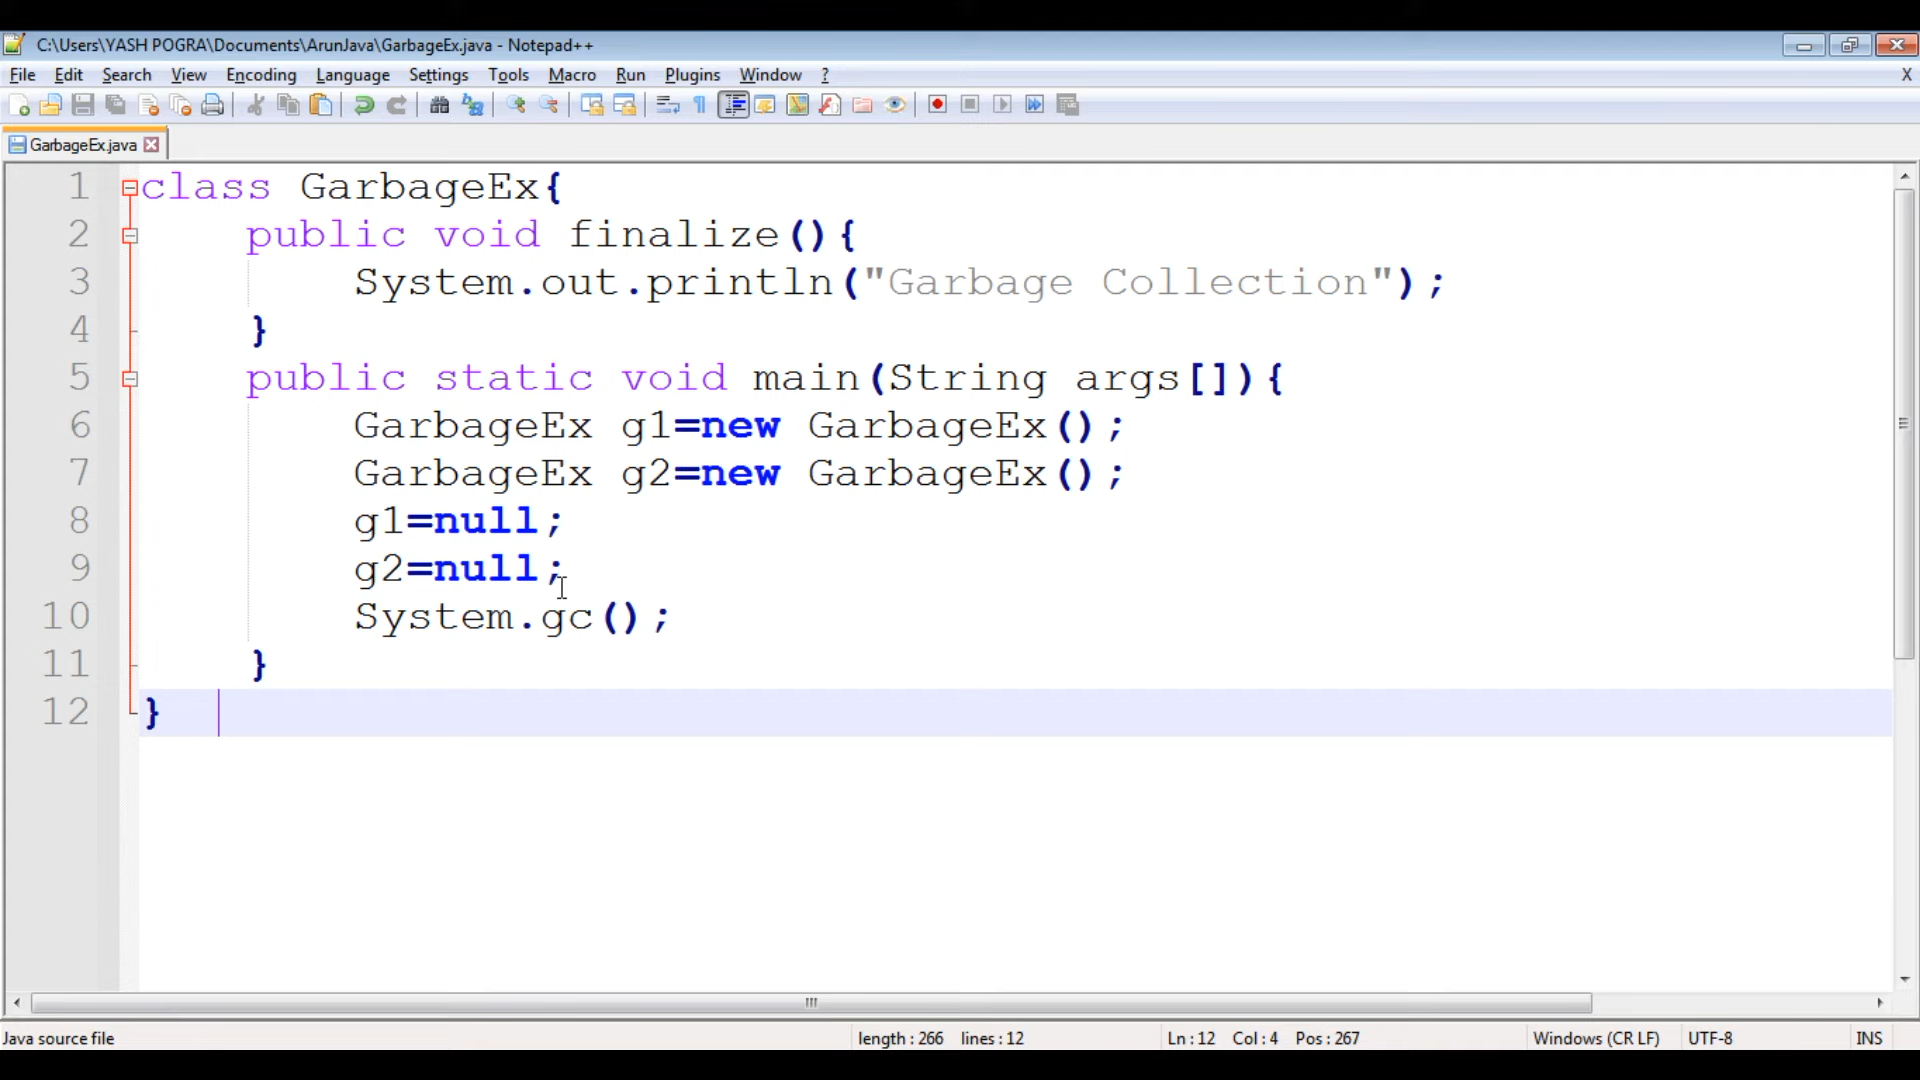 C:\Users\YASH POGRA\Documents\ArunJava\GarbageEx.java - Notepad++
File Edit Search View Encoding Language Settings Tools Macro Run Plugins Window ? X
GarbageEx.java
1 class GarbageEx{
2 public void finalize(){
3 System.out.println("Garbage Collection");
4 }
5 public static void main(String args[]){
6 GarbageEx g1=new GarbageEx();
7 GarbageEx g2=new GarbageEx();
8 g1=null;
9 g2=null;
10 System.gc();
11 }
12 }
Java source file length : 266 lines : 12 Ln : 12 Col : 4 Pos : 267 Windows (CR LF) UTF-8 INS